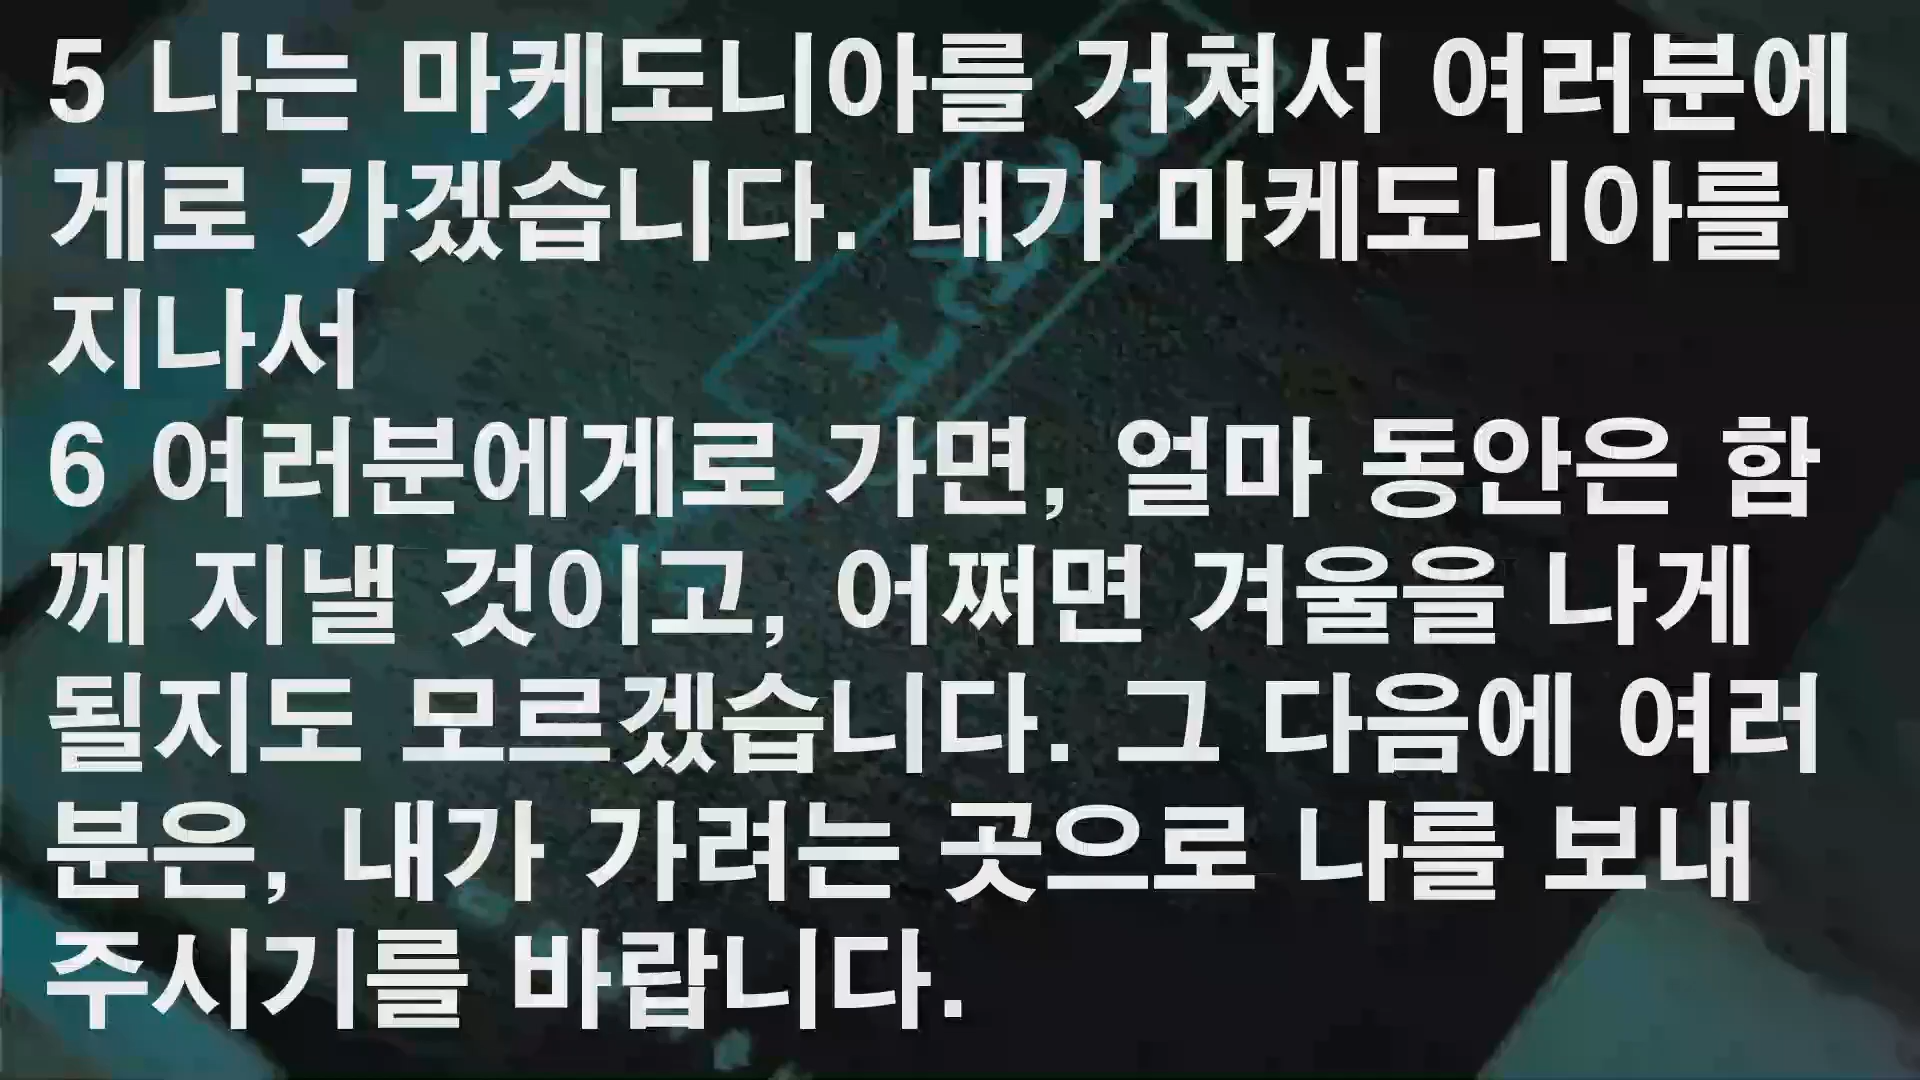 5 나는 마케도니아를 거쳐서 여러분에
게로 가겠습니다. 내가 마케도니아를
지나서
6 여러분에게로 가면, 얼마 동안은 함
께 지낼 것이고, 어쩌면 겨울을 나게
될지도 모르겠습니다. 그 다음에 여러
분은, 내가 가려는 곳으로 나를 보내
주시기를 바랍니다.